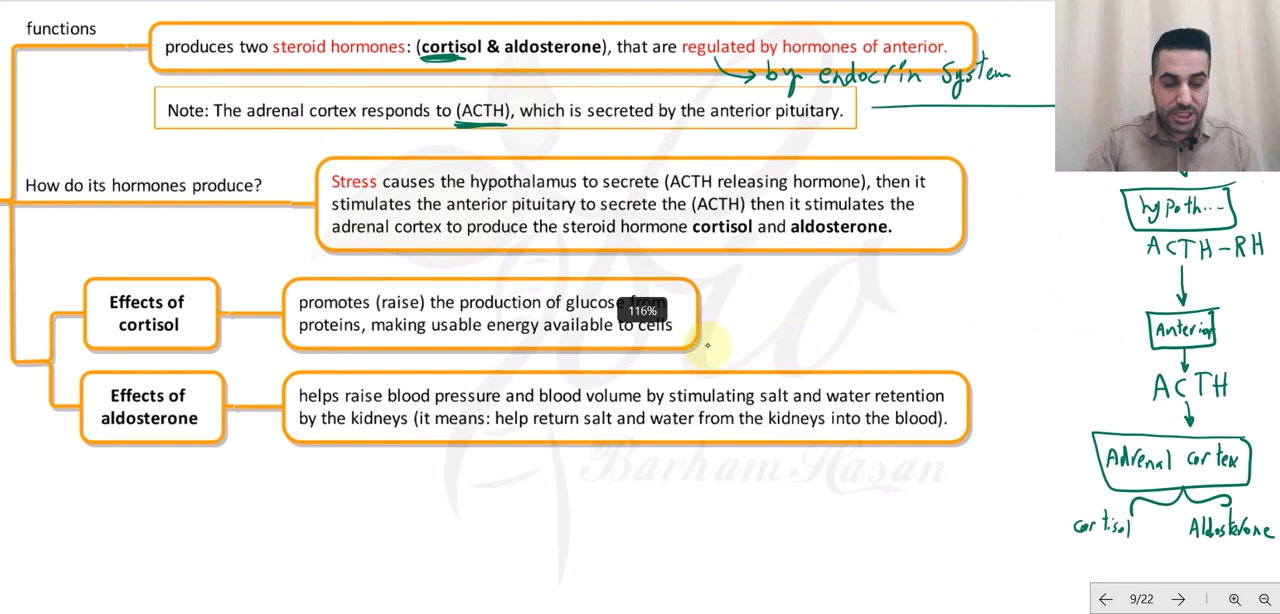 functions
produces two steroid hormones: (cortisol & aldosterone), that are regulated by hormones of anterior.
by endocrin system
Note: The adrenal cortex responds to (ACTH), which is secreted by the anterior pituitary.
How do its hormones produce?
Stress causes the hypothalamus to secrete (ACTH releasing hormone), then it
stimulates the anterior pituitary to secrete the (ACTH) then it stimulates the
adrenal cortex to produce the steroid hormone cortisol and aldosterone.
Effects of
cortisol
promotes (raise) the production of glucose from
proteins, making usable energy available to cells
116%
Effects of
aldosterone
helps raise blood pressure and blood volume by stimulating salt and water retention
by the kidneys (it means: help return salt and water from the kidneys into the blood).
Barham Hasan
hypoth...
ACTH-RH
Anterior
ACTH
Adrenal cortex
cortisol
Aldosterone
9/22